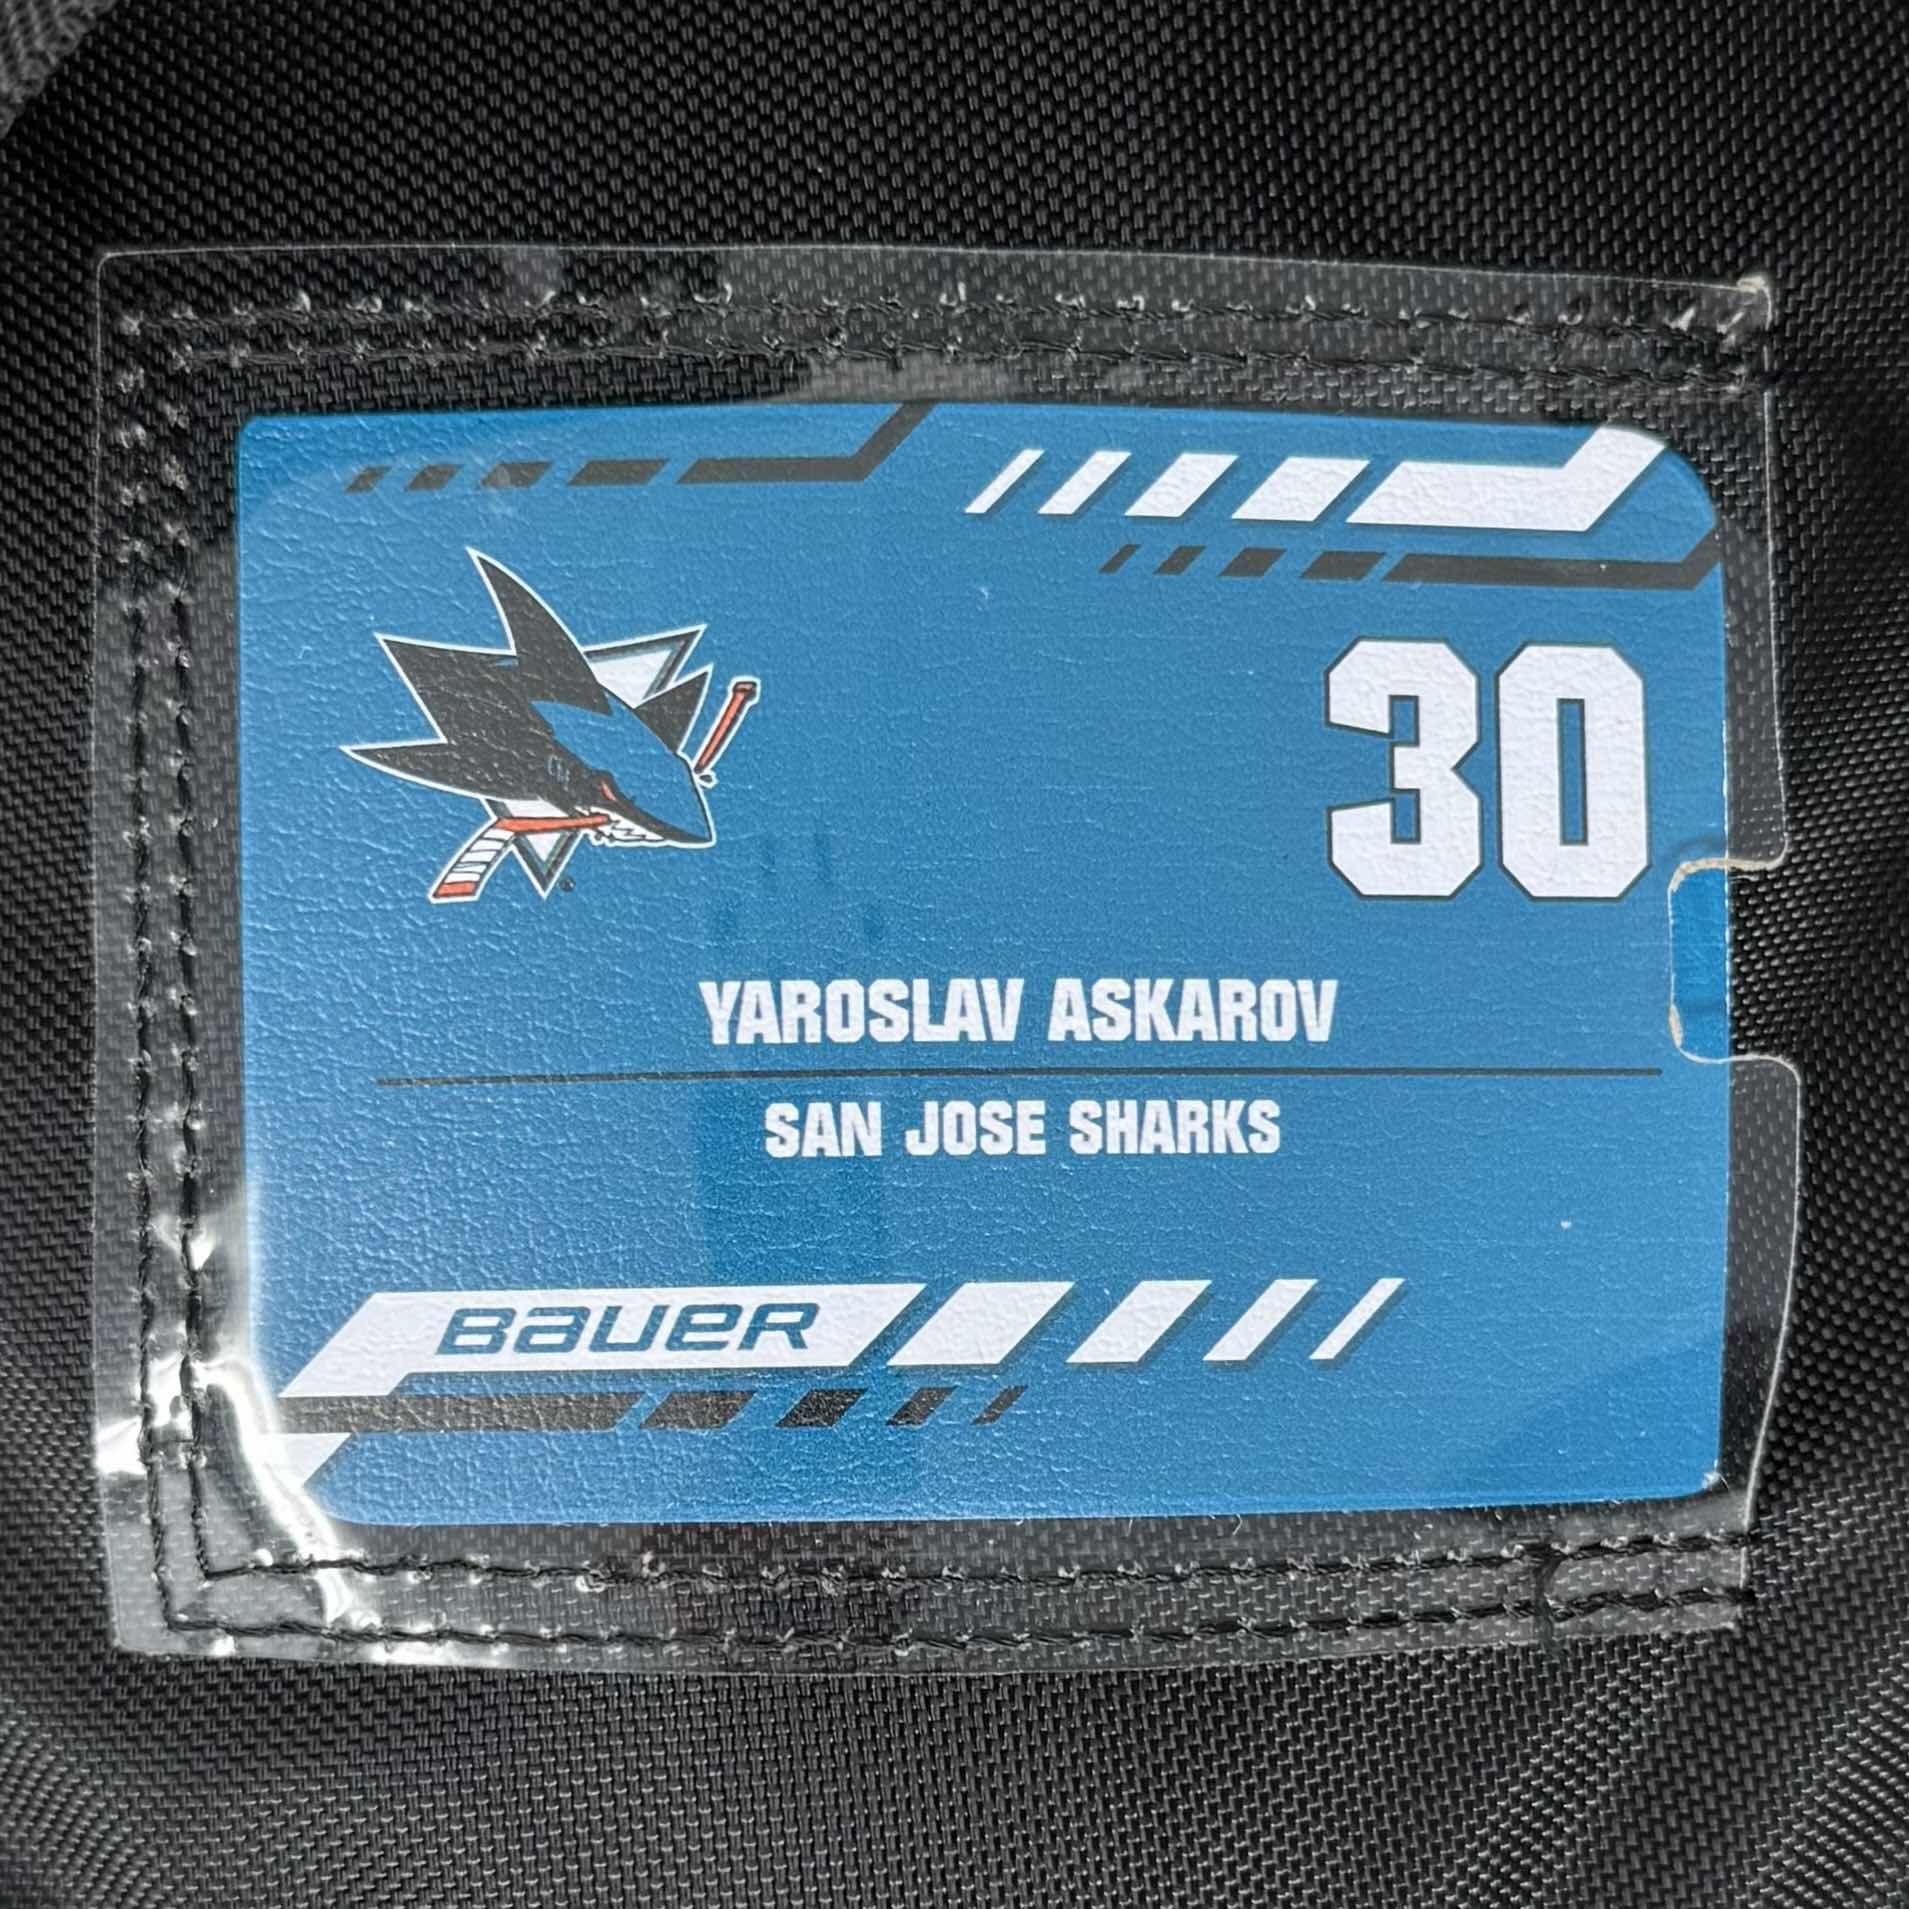 30
YAROSLAV ASKAROV
SAN JOSE SHARKS
BAUER